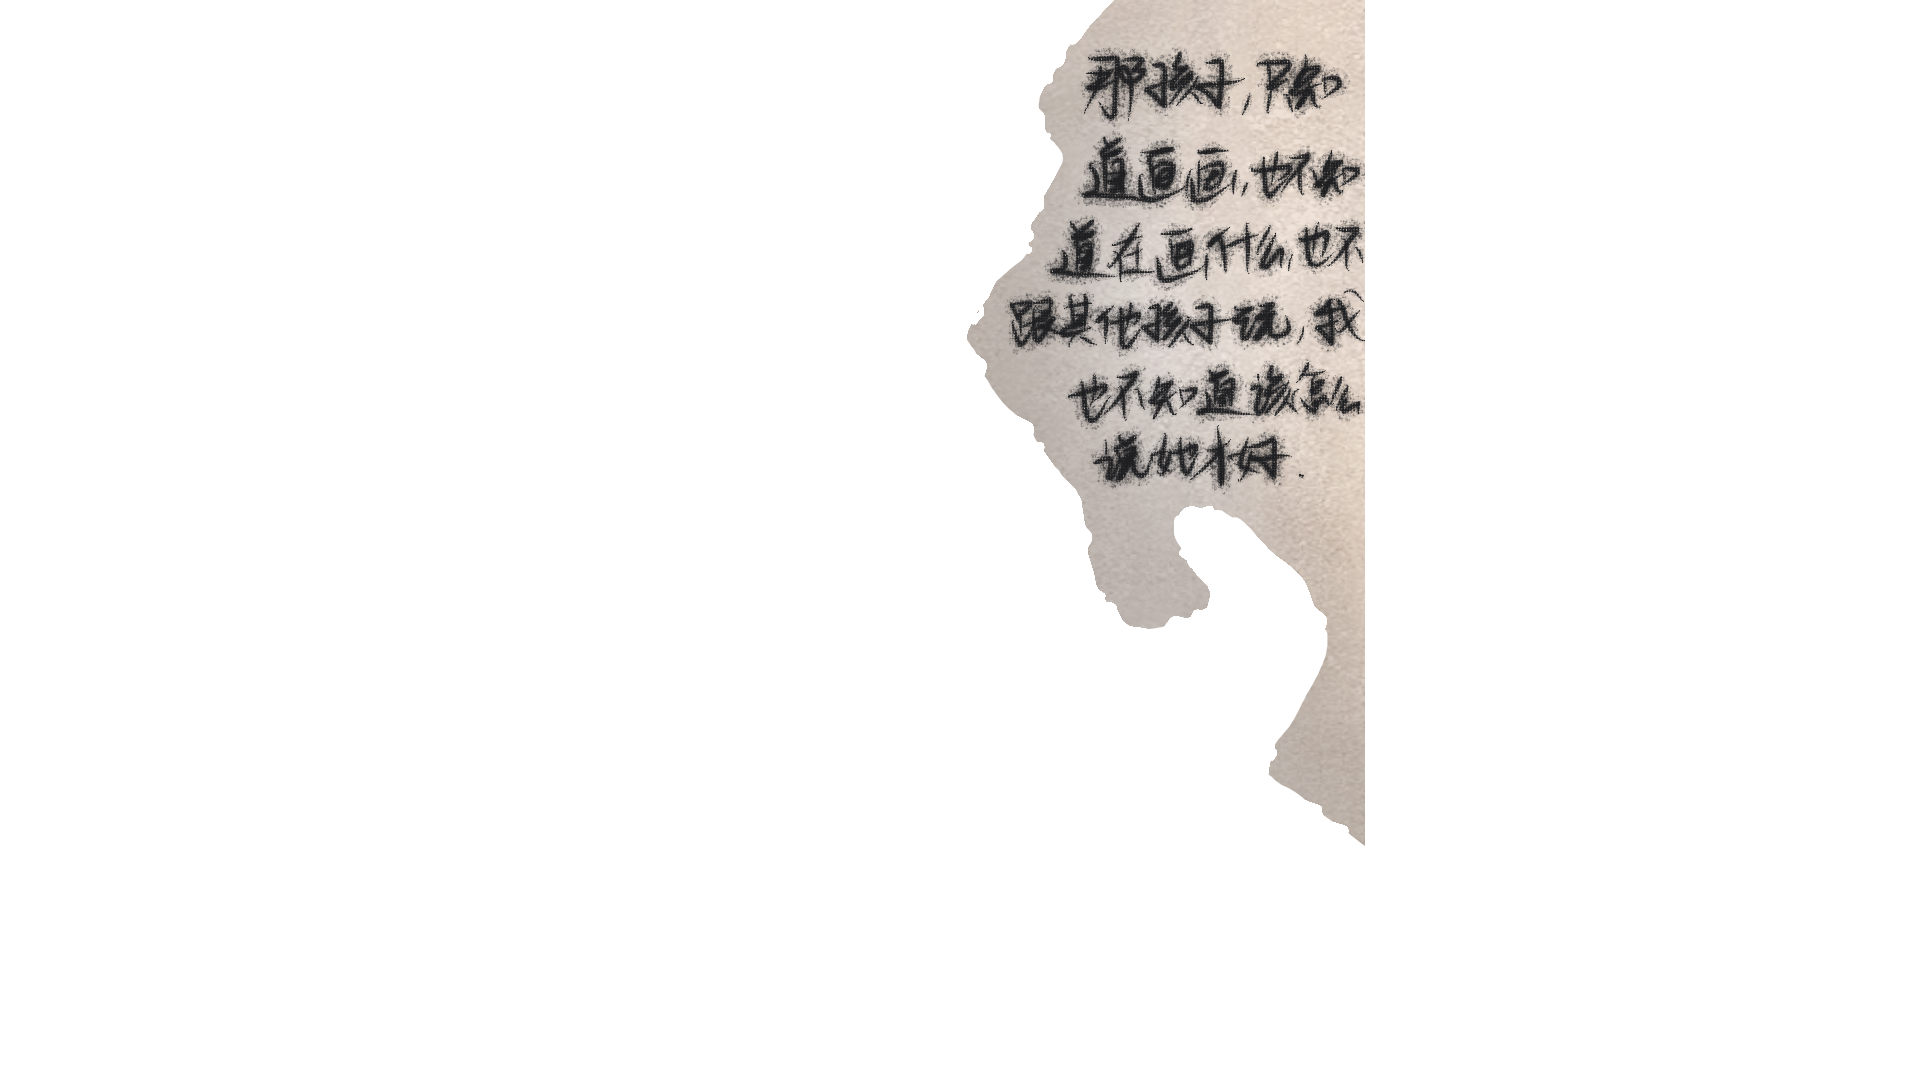 那孩子,只知
道画画,也不知
道在画什么,也不
跟其他孩子玩,我
也不知道该怎么
说她才好.